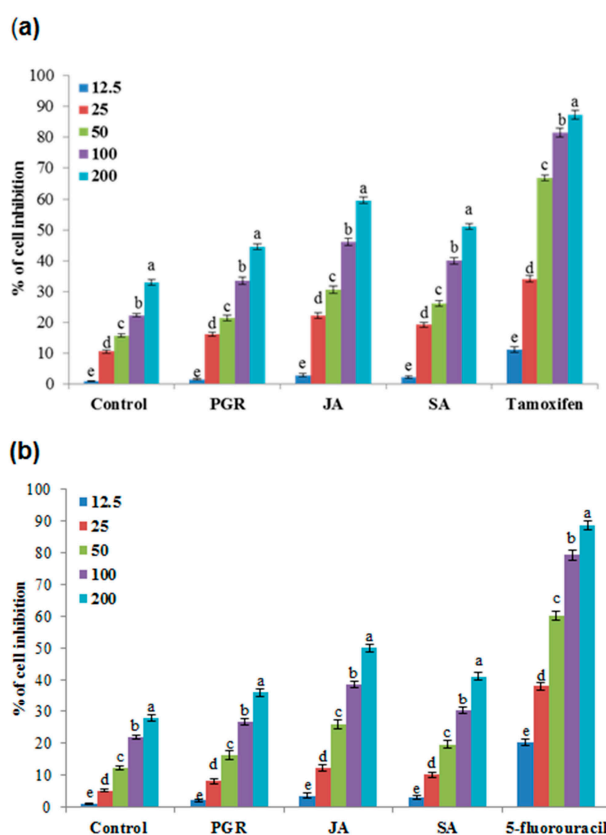 (a)
100
90
80
70
60
50
40
30
20
10
0
% of cell inhibition
12.5
25
50
100
200
e d c b a
e d c b a
e d c b a
e d c b a
e d c b a
Control PGR JA SA Tamoxifen
(b)
100
90
80
70
60
50
40
30
20
10
0
% of cell inhibition
12.5
25
50
100
200
e d c b a
e d c b a
e d c b a
e d c b a
e d c b a
Control PGR JA SA 5-fluorouracil